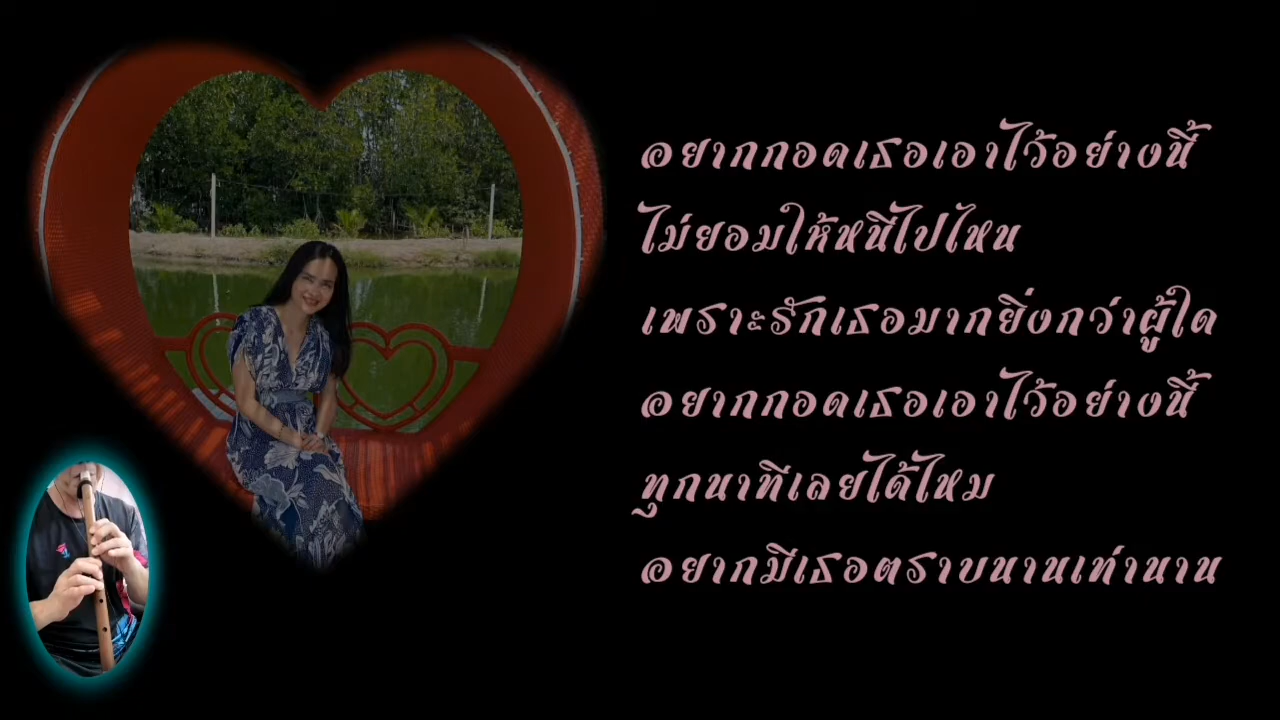 อยากกอดเธอเอาไว้อย่างนี้
ไม่ยอมให้หนีไปไหน
เพราะรักเธอมากยิ่งกว่าผู้ใด
อยากกอดเธอเอาไว้อย่างนี้
ทุกนาทีเลยได้ไหม
อยากมีเธอตราบนานเท่านาน